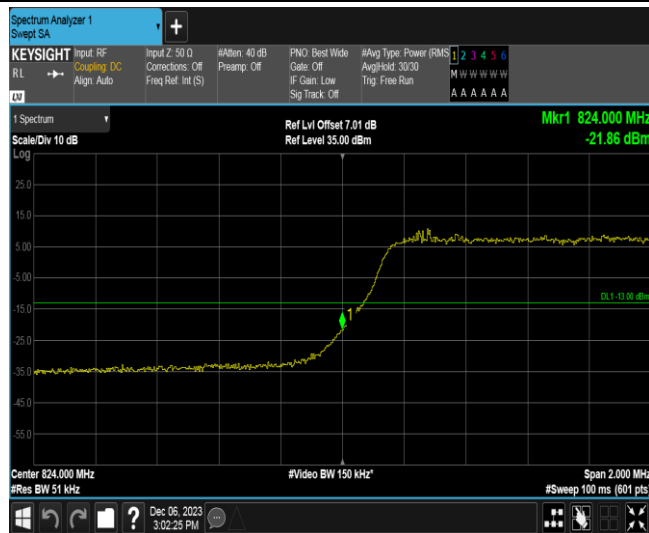 Spectrum Analyzer 1
Swept SA
+
KEYSIGHT
RL
LXI
Input: RF
Coupling: DC
Align: Auto
Input Z: 50 Ω
Corrections: Off
Freq Ref: Int (S)
#Atten: 40 dB
Preamp: Off
PNO: Best Wide
Gate: Off
IF Gain: Low
Sig Track: Off
#Avg Type: Power (RMS
Avg|Hold: 30/30
Trig: Free Run
1 2 3 4 5 6
M W W W W W
A A A A A A
1 Spectrum
Scale/Div 10 dB
Ref Lvl Offset 7.01 dB
Ref Level 35.00 dBm
Mkr1 824.000 MHz
-21.86 dBm
Log
25.0
15.0
5.00
-5.00
-15.0
-25.0
-35.0
-45.0
-55.0
DL1 -13.00 dBm
1
Center 824.000 MHz
#Res BW 51 kHz
#Video BW 150 kHz*
Span 2.000 MHz
#Sweep 100 ms (601 pts)
?
Dec 06, 2023
3:02:25 PM